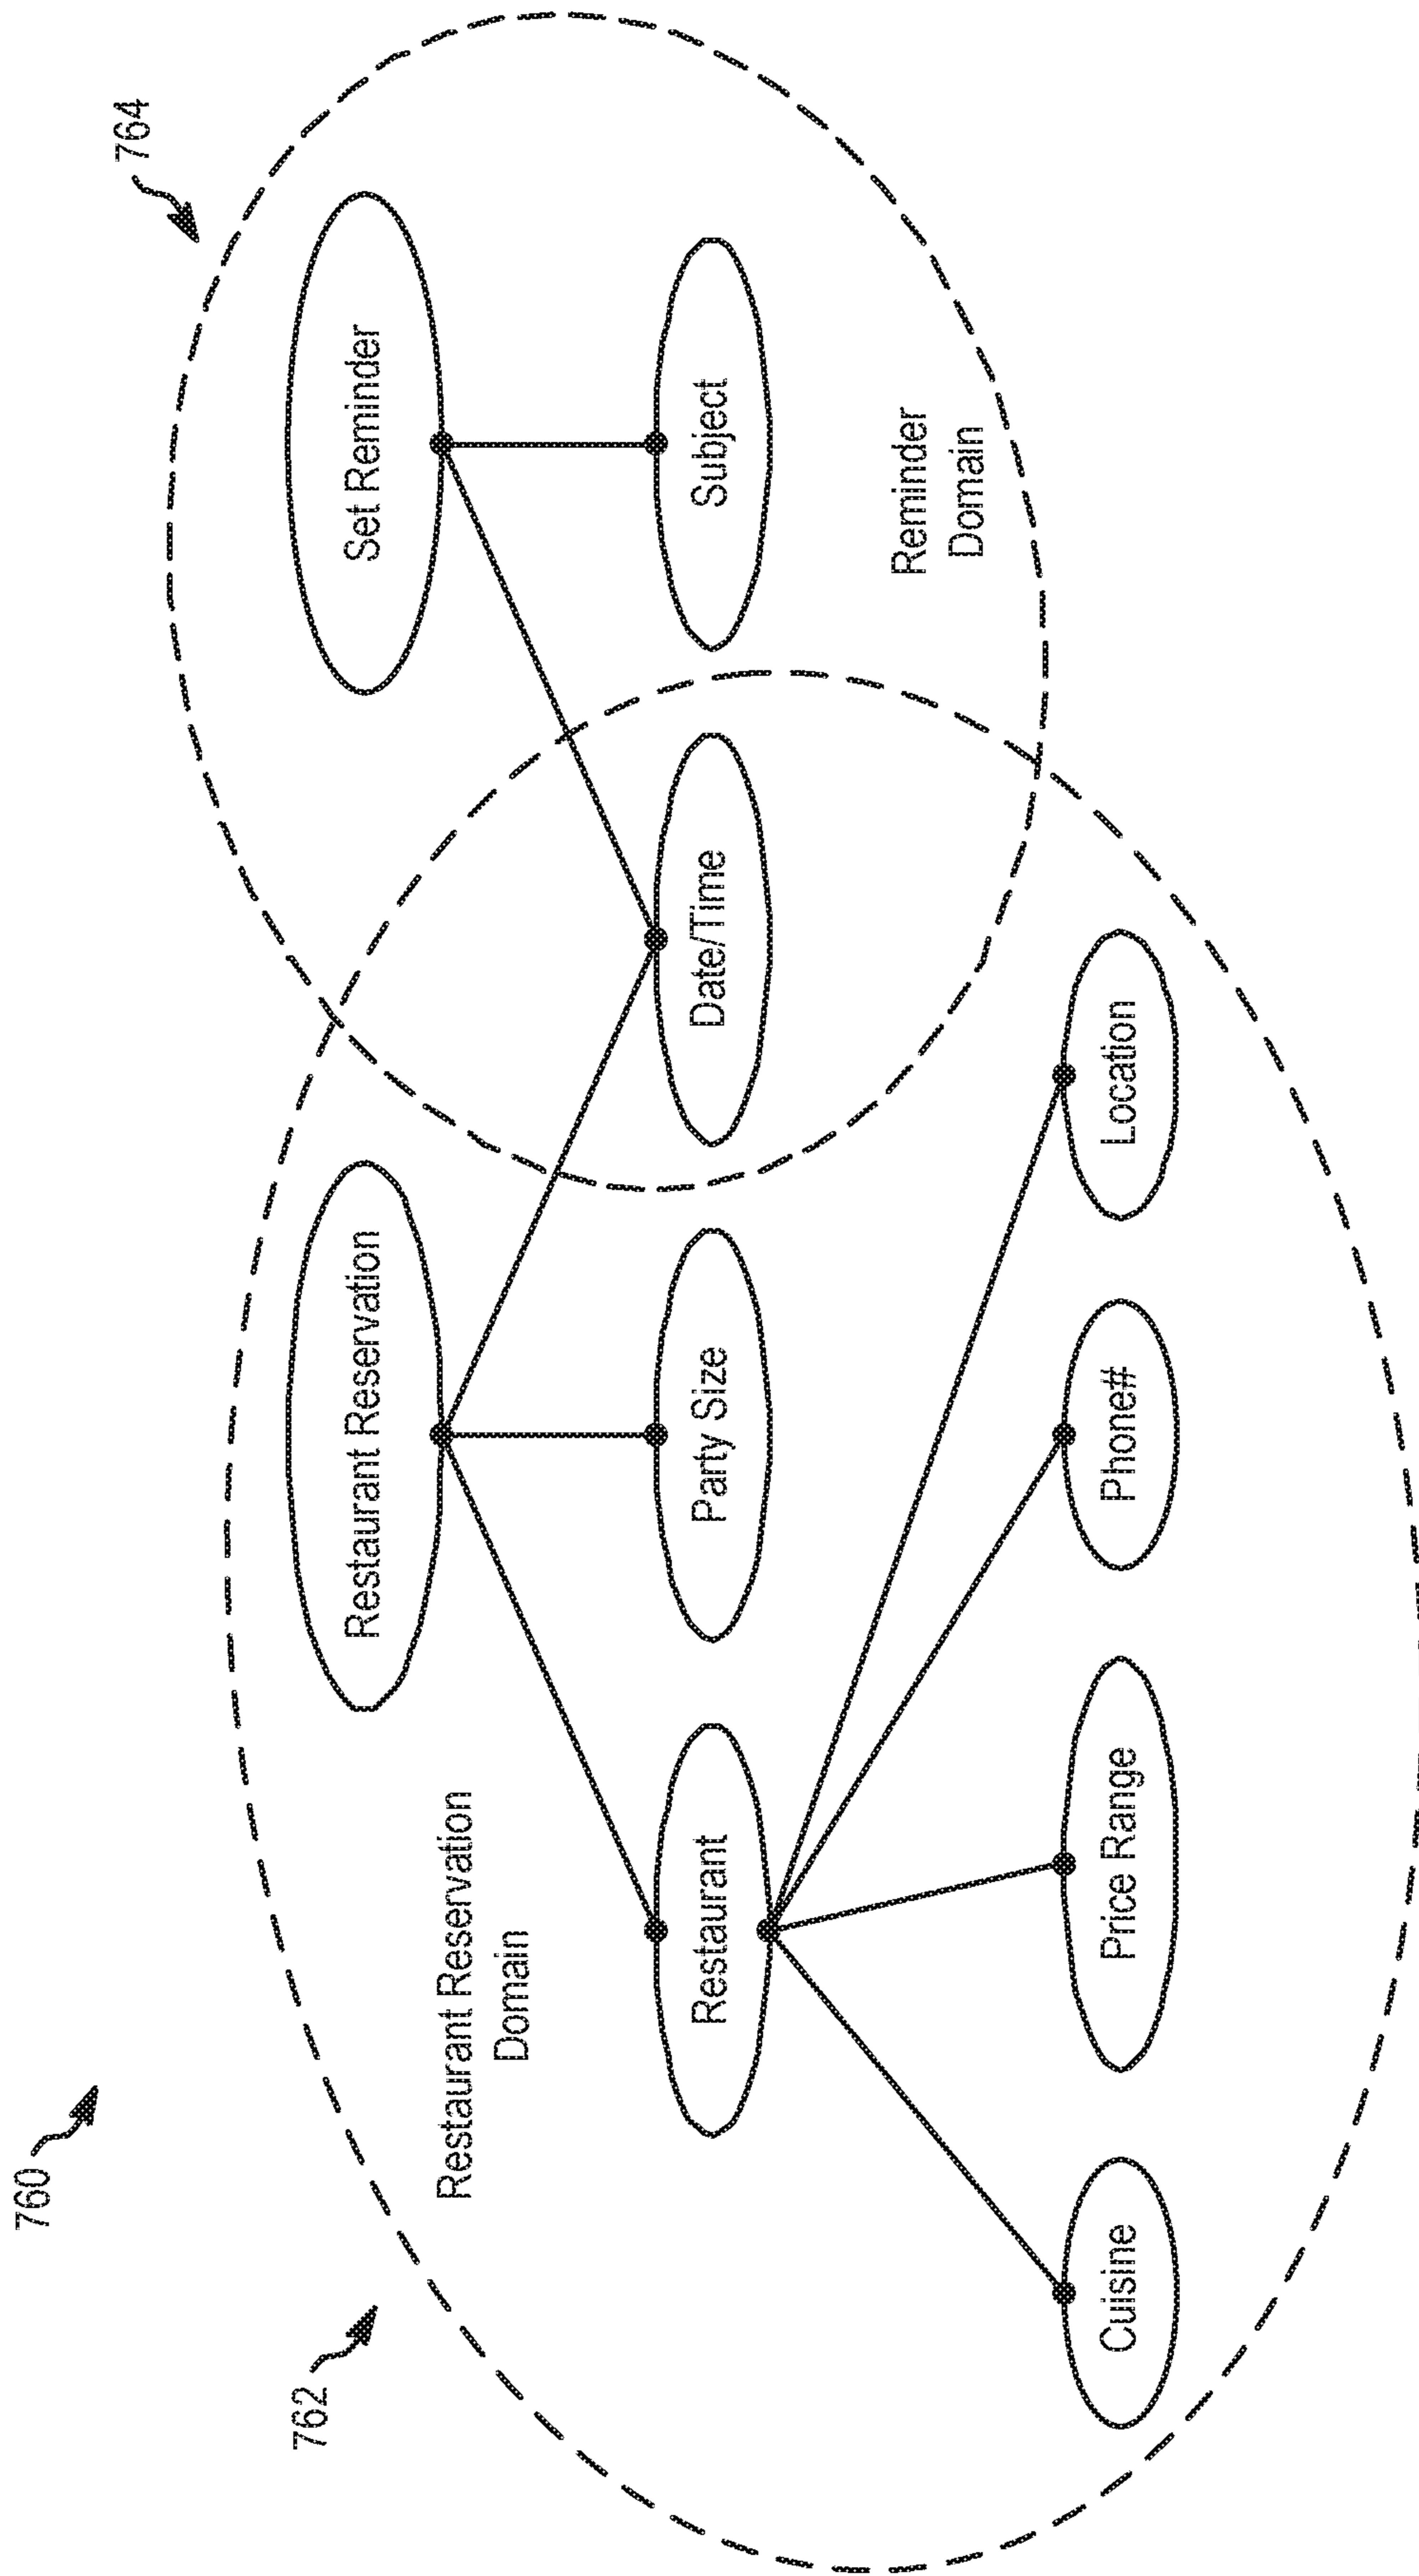 760
762
764
Restaurant Reservation
Set Reminder
Restaurant Reservation
Domain
Restaurant
Party Size
Date/Time
Subject
Reminder
Domain
Cuisine
Price Range
Phone#
Location